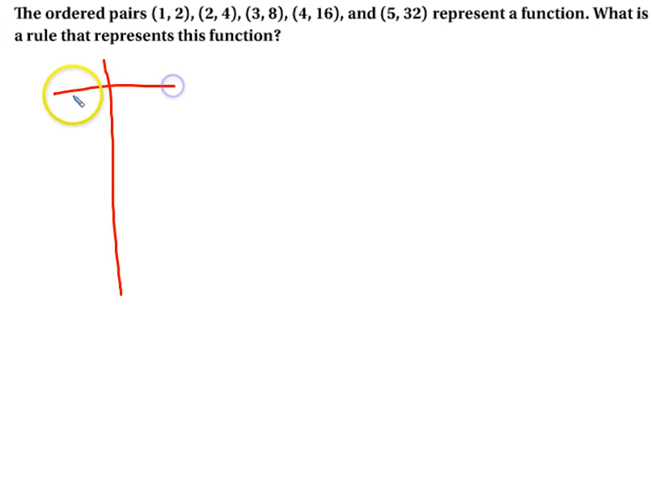 The ordered pairs (1, 2), (2, 4), (3, 8), (4, 16), and (5, 32) represent a function. What is
a rule that represents this function?